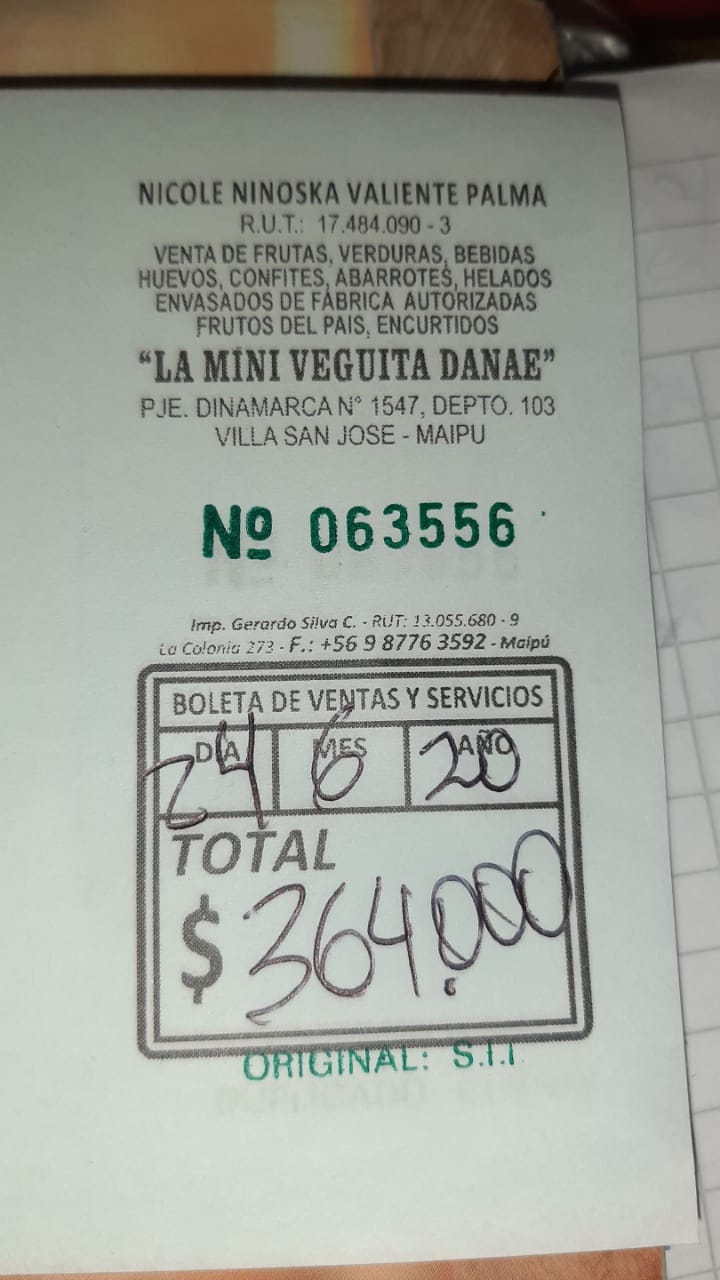 NICOLE NINOSKA VALIENTE PALMA
R.U.T.: 17.484.090 - 3
VENTA DE FRUTAS, VERDURAS, BEBIDAS
HUEVOS, CONFITES, ABARROTES, HELADOS
ENVASADOS DE FÁBRICA AUTORIZADAS
FRUTOS DEL PAIS, ENCURTIDOS
“LA MINI VEGUITA DANAE”
PJE. DINAMARCA N° 1547, DEPTO. 103
VILLA SAN JOSE - MAIPU
Nº 063556
Imp. Gerardo Silva C. - RUT: 13.055.680 - 9
La Colonia 273 - F.: +56 9 8776 3592 - Maipú
BOLETA DE VENTAS Y SERVICIOS
DÍA MES AÑO
24 6 20
TOTAL
$ 364.000
ORIGINAL: S.I.I